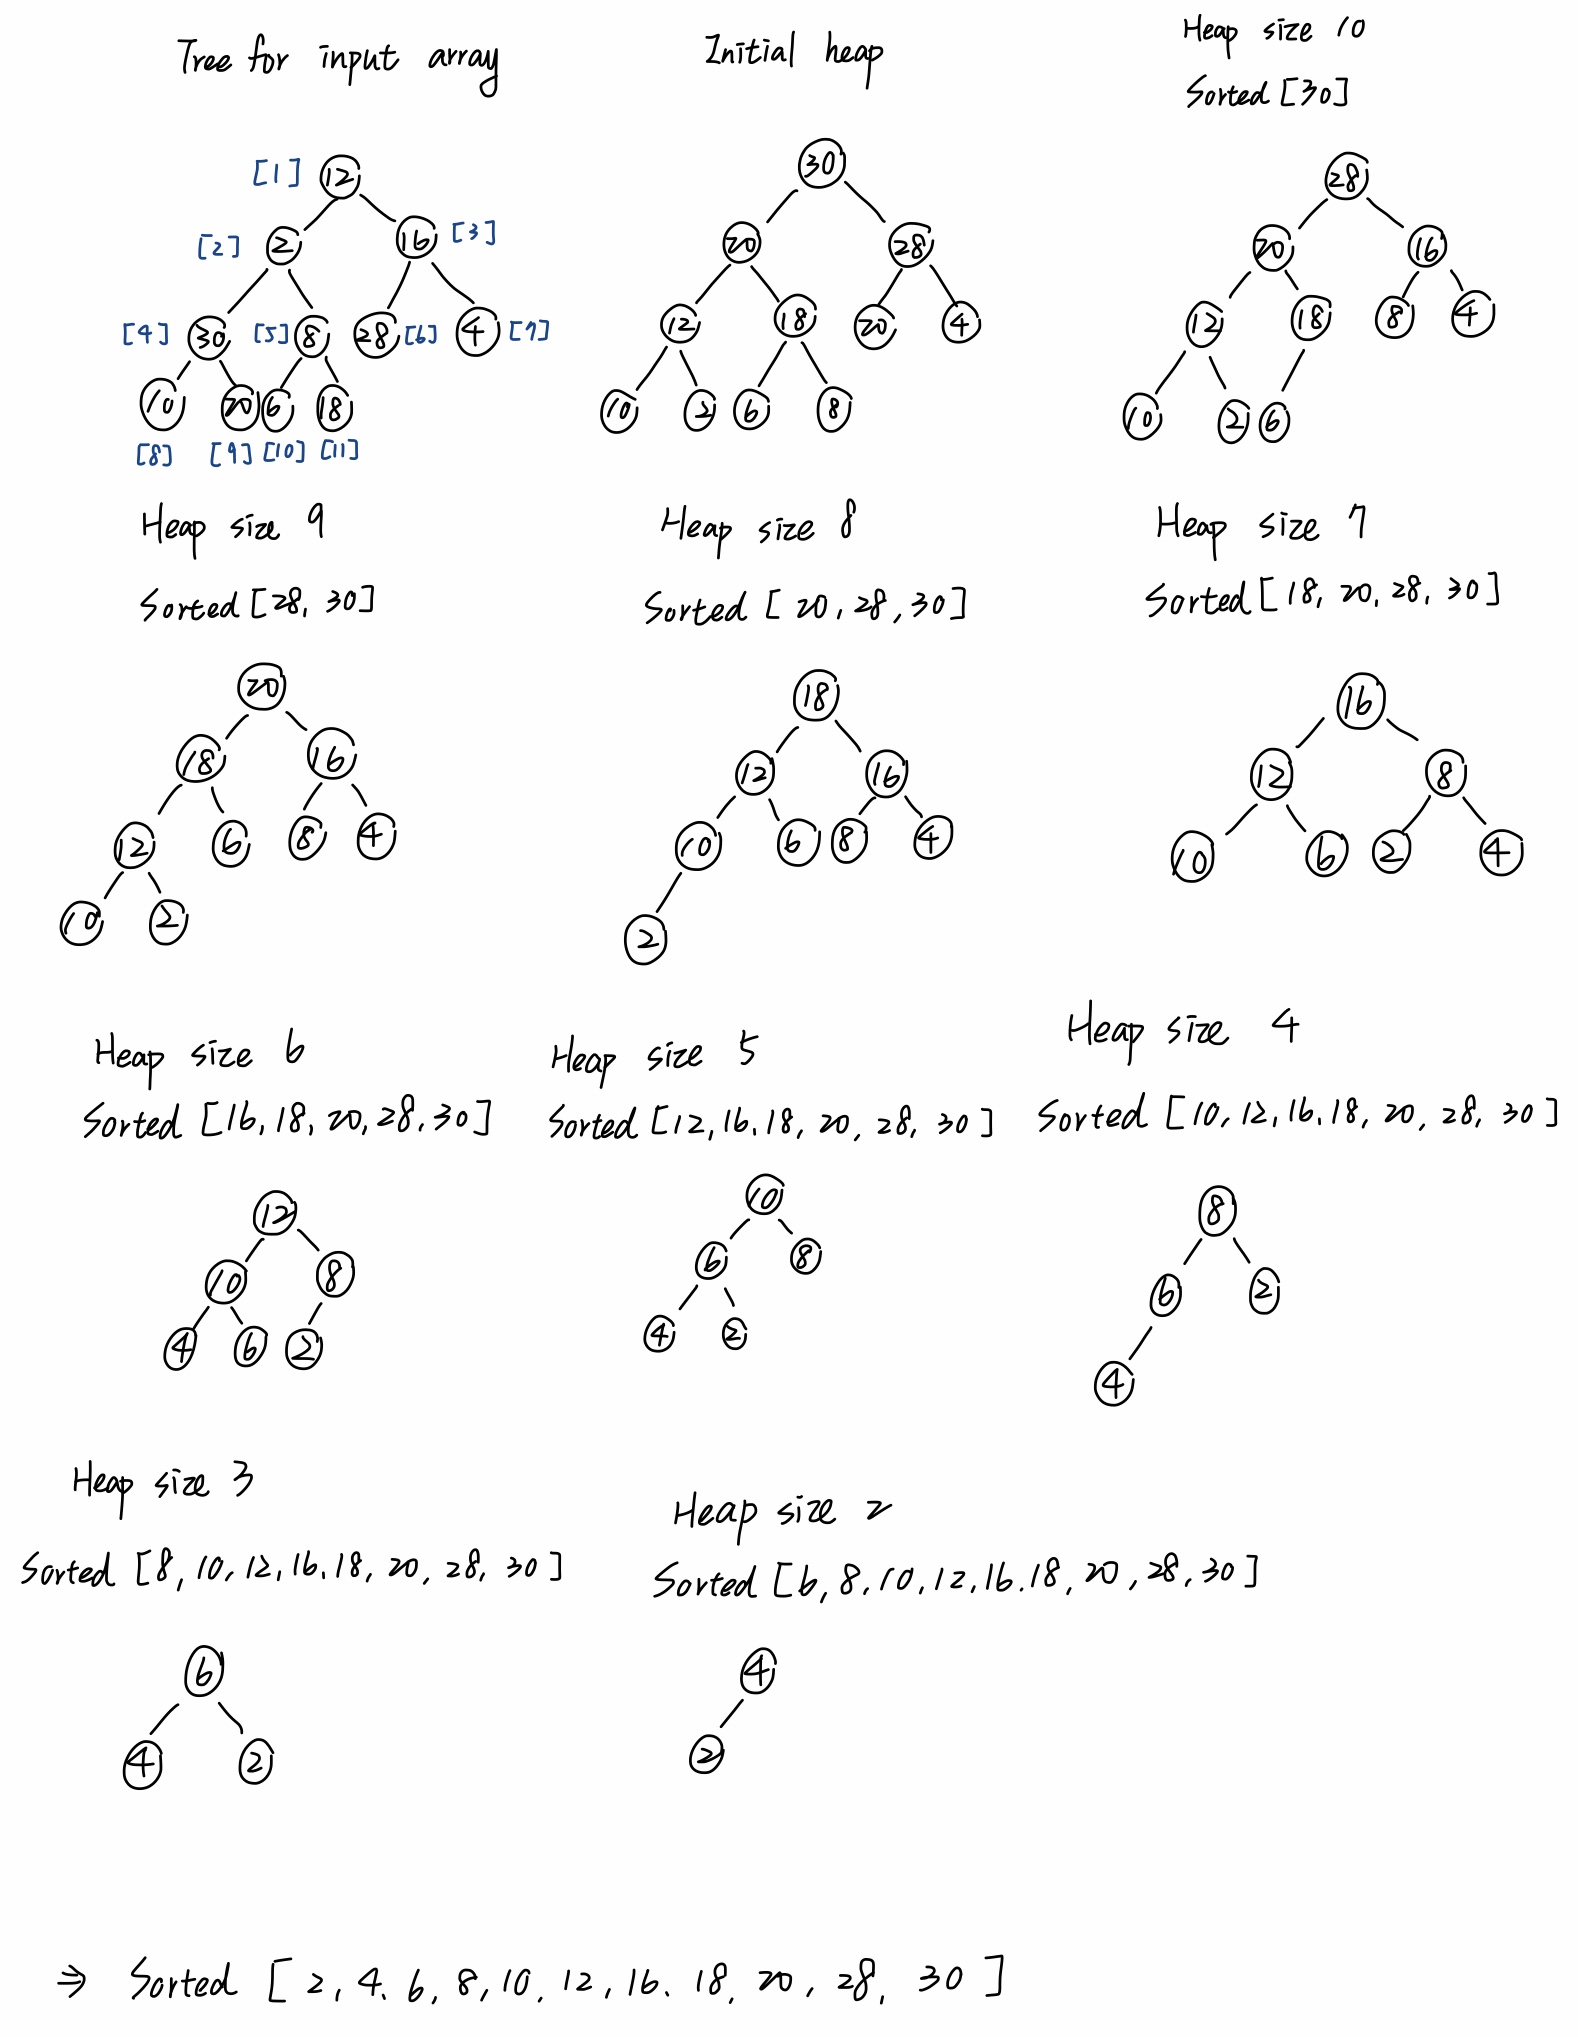 Tree for input array
[1] 12
[2] 2 16 [3]
[4] 30 [5] 8 28 [6] 4 [7]
10 20 6 18
[8] [9] [10] [11]
Initial heap
30
20 28
12 18 20 4
10 2 6 8
Heap size 10
Sorted [30]
28
20 16
12 18 8 4
10 2 6
Heap size 9
Sorted [28, 30]
20
18 16
12 6 8 4
10 2
Heap size 8
Sorted [20, 28, 30]
18
12 16
10 6 8 4
2
Heap size 7
Sorted [18, 20, 28, 30]
16
12 8
10 6 2 4
Heap size 6
Sorted [16, 18, 20, 28, 30]
12
10 8
4 6 2
Heap size 5
Sorted [12, 16, 18, 20, 28, 30]
10
6 8
4 2
Heap size 4
Sorted [10, 12, 16, 18, 20, 28, 30]
8
6 2
4
Heap size 3
Sorted [8, 10, 12, 16, 18, 20, 28, 30]
6
4 2
Heap size 2
Sorted [6, 8, 10, 12, 16, 18, 20, 28, 30]
4
2
⇒ Sorted [2, 4, 6, 8, 10, 12, 16, 18, 20, 28, 30]